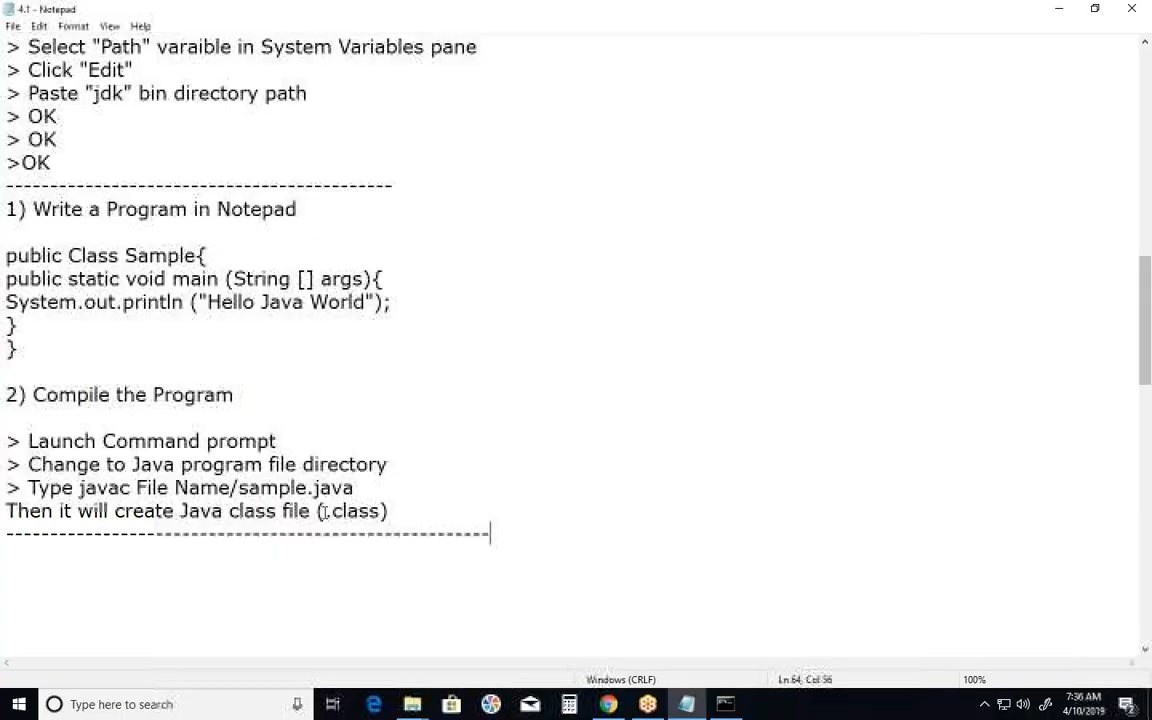 4.1 - Notepad
File Edit Format View Help
> Select "Path" varaible in System Variables pane
> Click "Edit"
> Paste "jdk" bin directory path
> OK
> OK
>OK
--------------------------------------------
1) Write a Program in Notepad
public Class Sample{
public static void main (String [] args){
System.out.println ("Hello Java World");
}
}
2) Compile the Program
> Launch Command prompt
> Change to Java program file directory
> Type javac File Name/sample.java
Then it will create Java class file (.class)
-------------------------------------------------------
Windows (CRLF) Ln 64, Col 56 100%
Type here to search
7:36 AM
4/10/2019
2